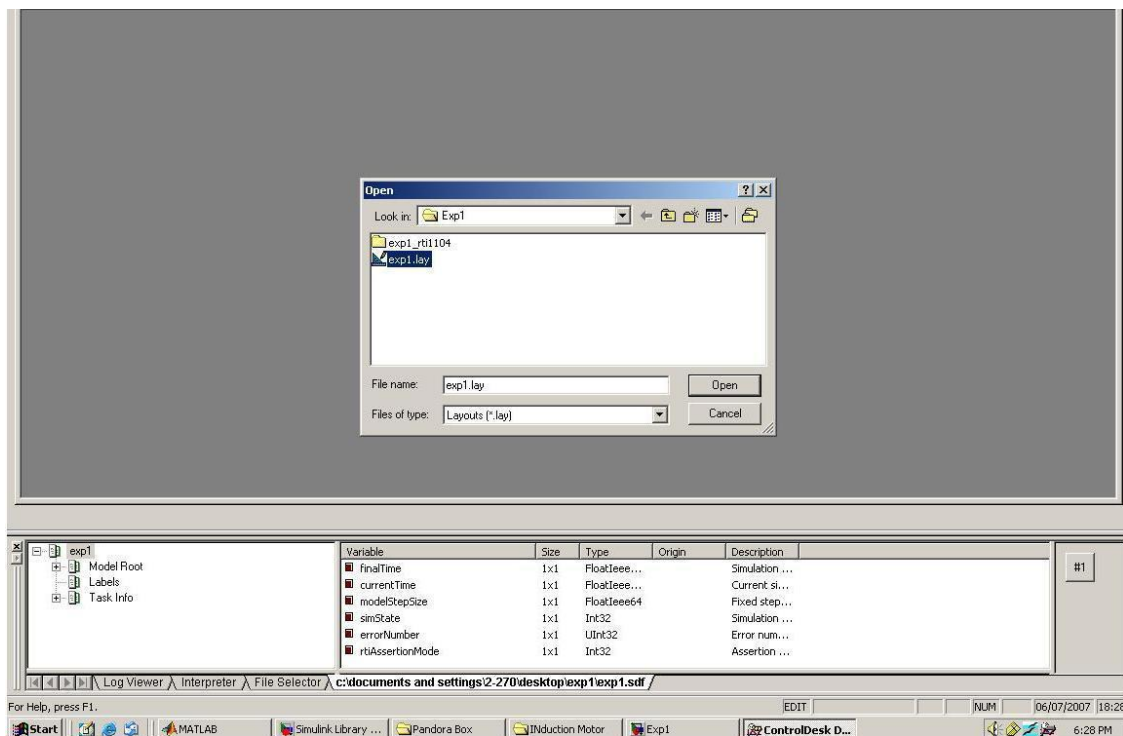 Open
Look in: Exp1
exp1_rti1104
exp1.lay
File name: exp1.lay Open
Files of type: Layouts (*.lay) Cancel
exp1
Model Root
Labels
Task Info
Variable Size Type Origin Description
finalTime 1x1 FloatIeee... Simulation ...
currentTime 1x1 FloatIeee... Current si...
modelStepSize 1x1 FloatIeee64 Fixed step...
simState 1x1 Int32 Simulation ...
errorNumber 1x1 UInt32 Error num...
rtiAssertionMode 1x1 Int32 Assertion ...
#1
Log Viewer Interpreter File Selector c:\documents and settings\2-270\desktop\exp1\exp1.sdf
For Help, press F1. EDIT NUM 06/07/2007 18:28
Start MATLAB Simulink Library ... Pandora Box INduction Motor Exp1 ControlDesk D... 6:28 PM